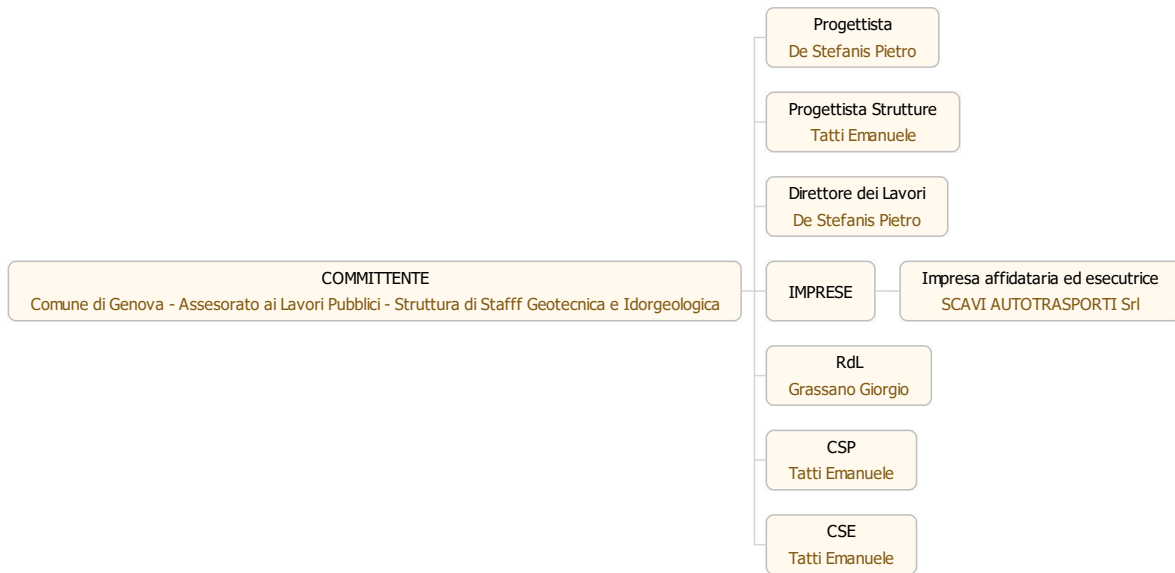 Progettista
De Stefanis Pietro
Progettista Strutture
Tatti Emanuele
Direttore dei Lavori
De Stefanis Pietro
COMMITTENTE
Comune di Genova - Assesorato ai Lavori Pubblici - Struttura di Stafff Geotecnica e Idorgeologica
IMPRESE
Impresa affidataria ed esecutrice
SCAVI AUTOTRASPORTI Srl
RdL
Grassano Giorgio
CSP
Tatti Emanuele
CSE
Tatti Emanuele